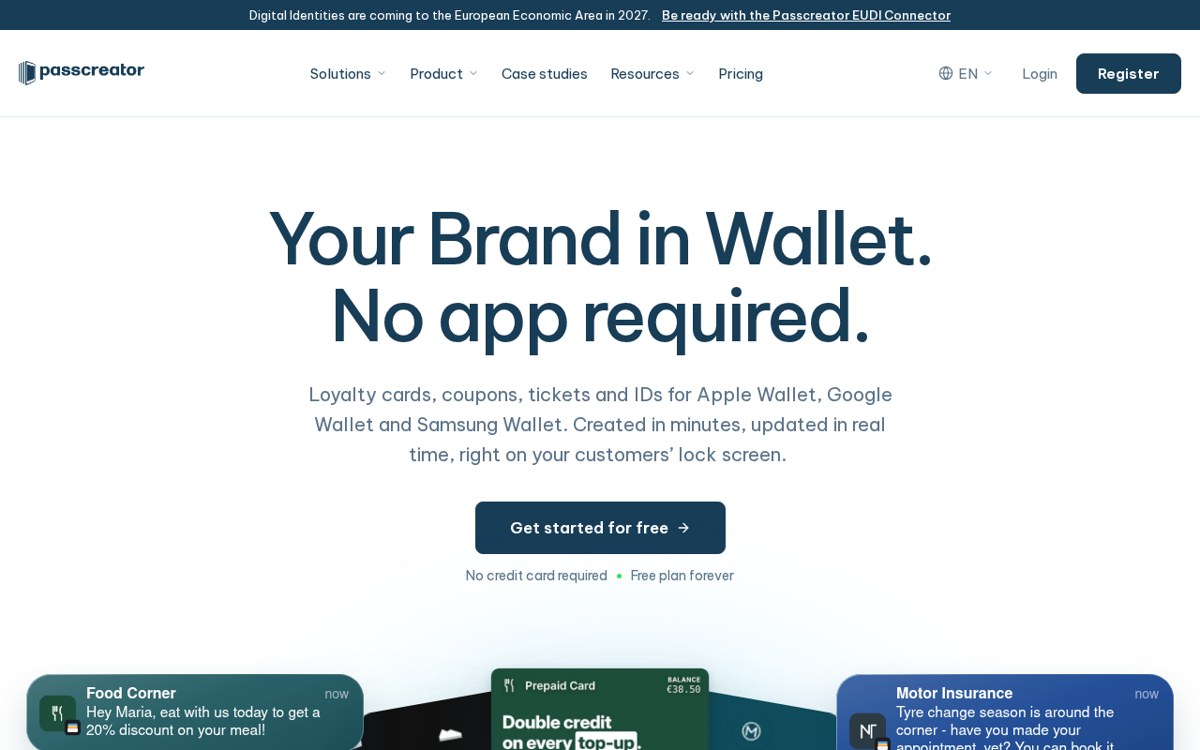 Digital Identities are coming to the European Economic Area in 2027. Be ready with the Passcreator EUDI Connector
passcreator
Solutions Product Case studies Resources Pricing
EN Login Register
Your Brand in Wallet.
No app required.
Loyalty cards, coupons, tickets and IDs for Apple Wallet, Google
Wallet and Samsung Wallet. Created in minutes, updated in real
time, right on your customers’ lock screen.
Get started for free →
No credit card required • Free plan forever
Food Corner now
Hey Maria, eat with us today to get a
20% discount on your meal!
Prepaid Card
BALANCE
€38.50
Double credit
on every top-up.
Motor Insurance now
Tyre change season is around the
corner - have you made your
appointment, yet? You can book it